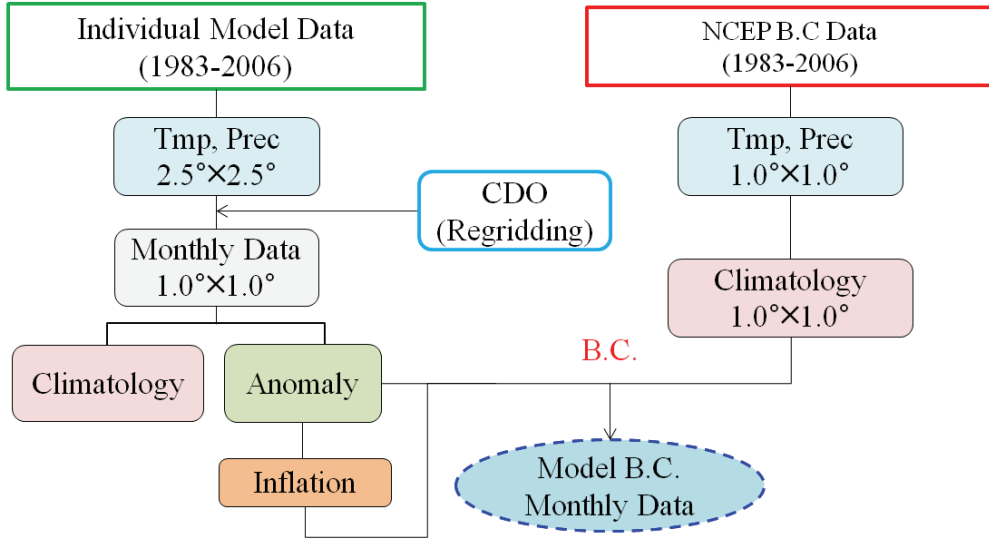 Individual Model Data
(1983-2006)
NCEP B.C Data
(1983-2006)
Tmp, Prec
2.5°×2.5°
Tmp, Prec
1.0°×1.0°
CDO
(Regridding)
Monthly Data
1.0°×1.0°
Climatology
1.0°×1.0°
B.C.
Climatology
Anomaly
Inflation
Model B.C.
Monthly Data